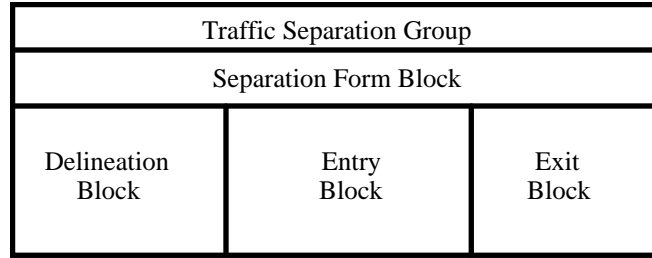 Traffic Separation Group
Separation Form Block
Delineation
Block
Entry
Block
Exit
Block